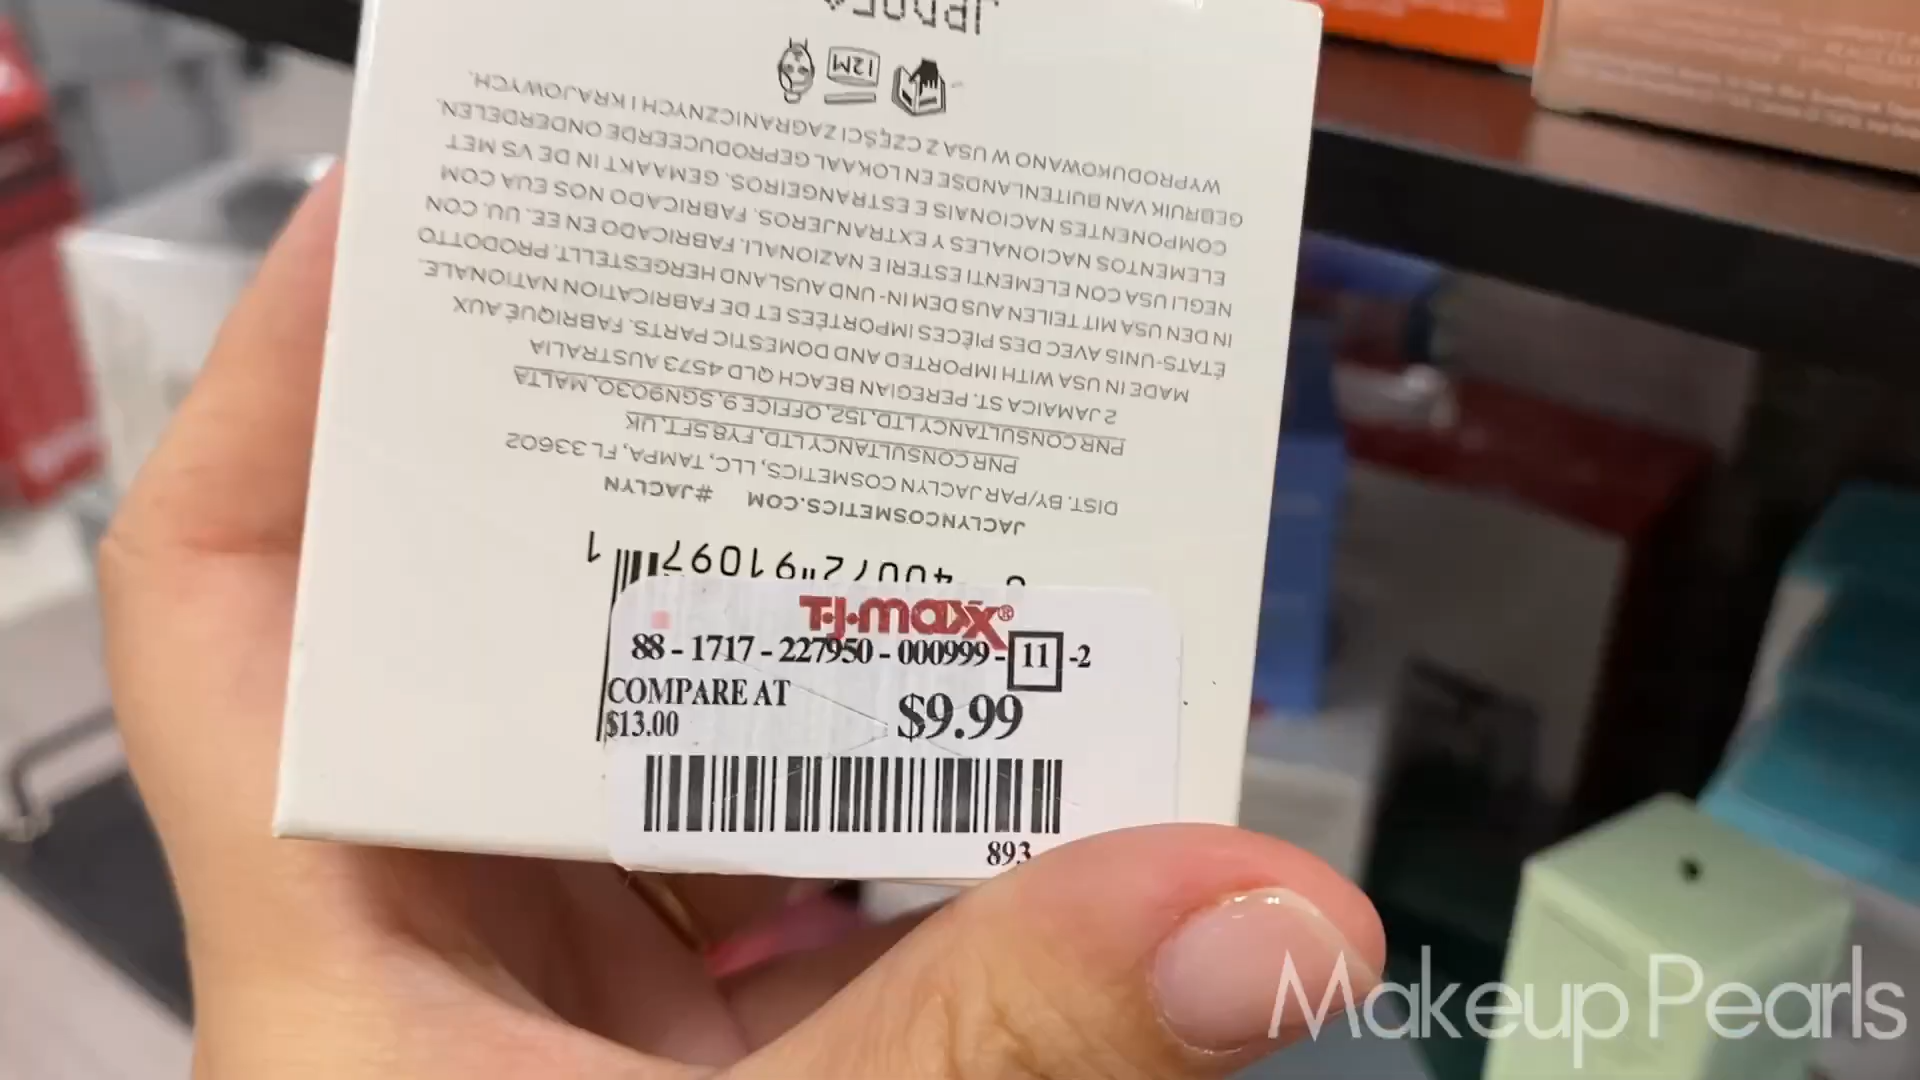 T.J.maxx®
88 - 1717 - 227950 - 000999 - 11 -2
COMPARE AT
$13.00
$9.99
893
12M
WYPRODUKOWANO W USA Z CZĘŚCI ZAGRANICZNYCH I KRAJOWYCH.
GEBRUIK VAN BUITENLANDSE EN LOKAAL GEPRODUCEERDE ONDERDELEN.
COMPONENTES NACIONAIS E ESTRANGEIROS. GEMAAKT IN DE VS MET
ELEMENTOS NACIONALES Y EXTRANJEROS. FABRICADO NOS EUA COM
NEGLI USA CON ELEMENTI ESTERI E NAZIONALI. FABRICADO EN EE. UU. CON
IN DEN USA MIT TEILEN AUS DEM IN- UND AUSLAND HERGESTELLT. PRODOTTO
ÉTATS-UNIS AVEC DES PIÈCES IMPORTÉES ET DE FABRICATION NATIONALE.
MADE IN USA WITH IMPORTED AND DOMESTIC PARTS. FABRIQUÉ AUX
2 JAMAICA ST. PEREGIAN BEACH QLD 4573 AUSTRALIA
PNR CONSULTANCY LTD, 152, OFFICE 9, SGN9030, MALTA
PNR CONSULTANCY LTD, FY8 5FT, UK
DIST. BY/PAR JACLYN COSMETICS, LLC, TAMPA, FL 33602
JACLYNCOSMETICS.COM #JACLYN
91097 1
Makeup Pearls